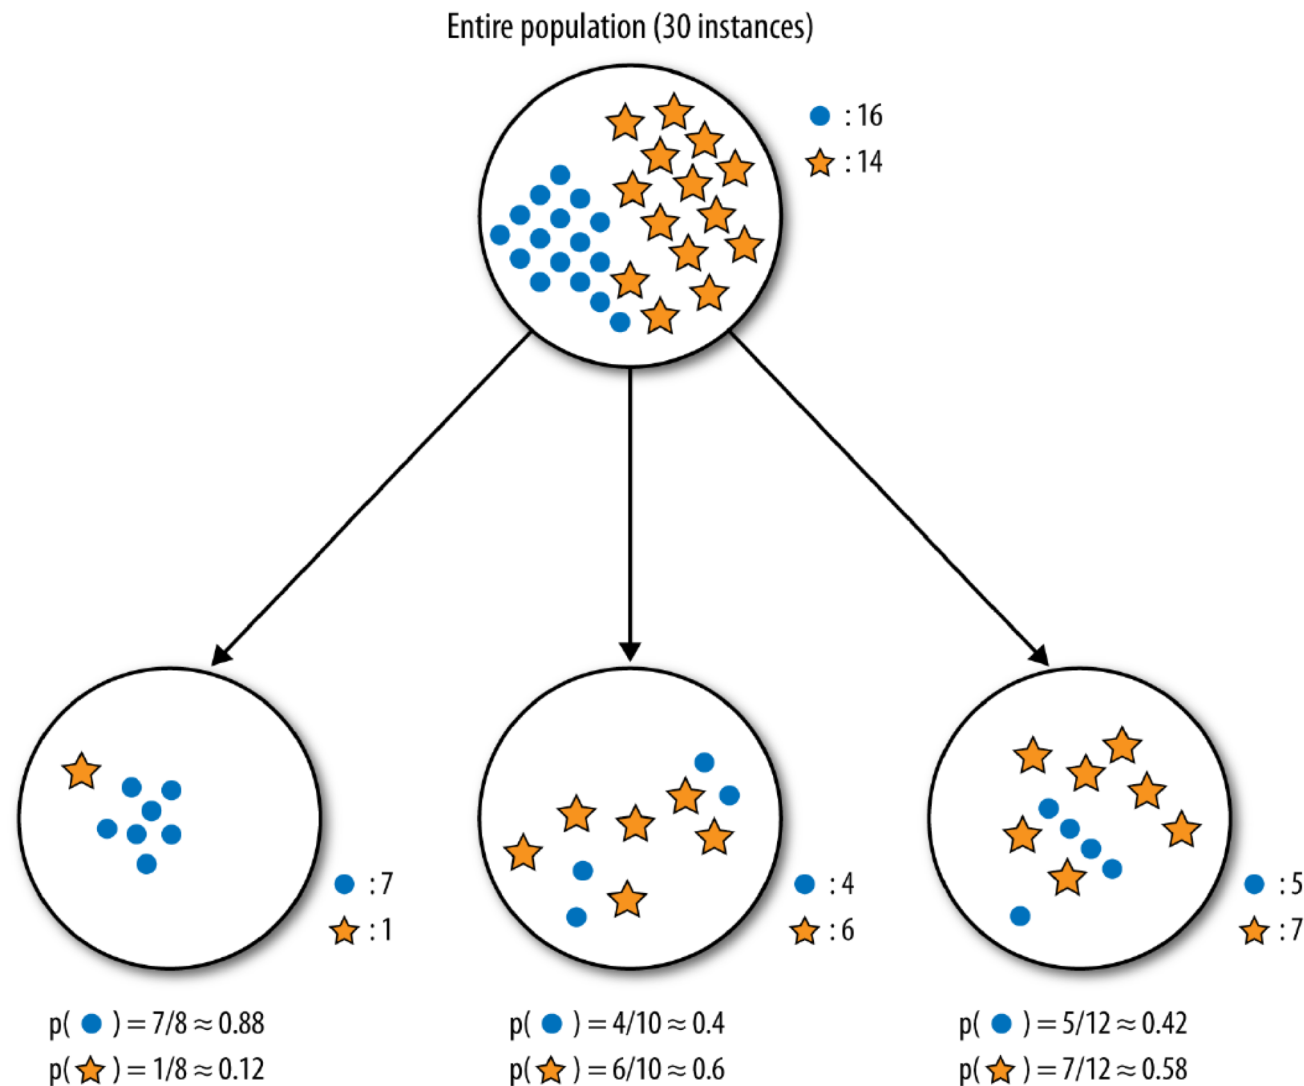 Entire population (30 instances)
: 16
: 14
: 7
: 1
: 4
: 6
: 5
: 7
p( ) = 7/8 ≈ 0.88
p( ) = 1/8 ≈ 0.12
p( ) = 4/10 ≈ 0.4
p( ) = 6/10 ≈ 0.6
p( ) = 5/12 ≈ 0.42
p( ) = 7/12 ≈ 0.58